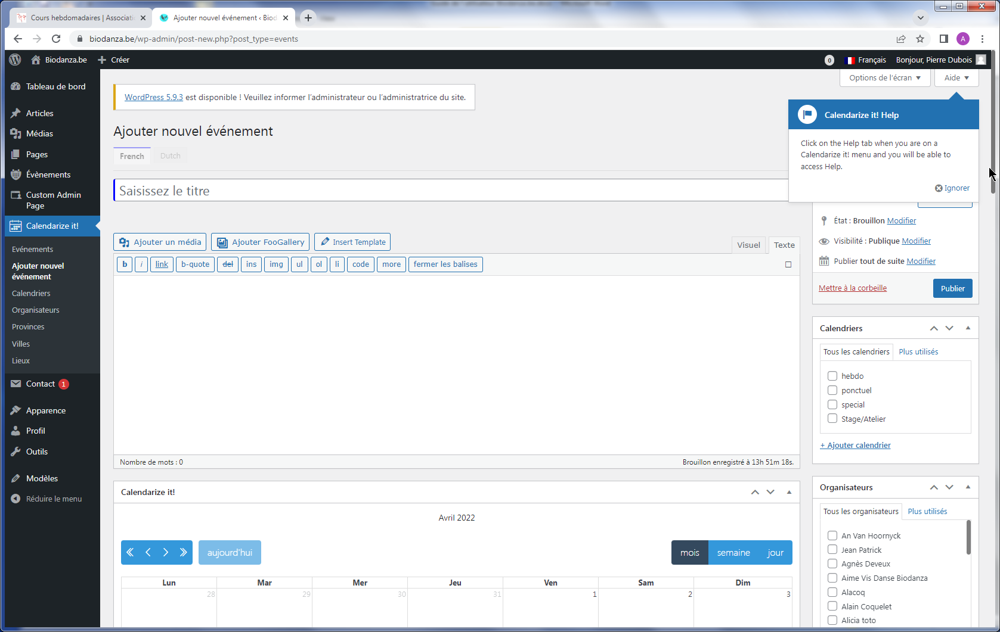 Cours hebdomadaires | Associati
Ajouter nouvel événement ‹ Biod
biodanza.be/wp-admin/post-new.php?post_type=events
A
Biodanza.be
Créer
0
Français
Bonjour, Pierre Dubois
Tableau de bord
Articles
Médias
Pages
Évènements
Custom Admin
Page
Calendarize it!
Evénements
Ajouter nouvel
événement
Calendriers
Organisateurs
Provinces
Villes
Lieux
Contact 1
Apparence
Profil
Outils
Modèles
Réduire le menu
Options de l'écran
Aide
WordPress 5.9.3 est disponible ! Veuillez informer l'administrateur ou l'administratrice du site.
Ajouter nouvel événement
French
Dutch
Saisissez le titre
Calendarize it! Help
Click on the Help tab when you are on a
Calendarize it! menu and you will be able to
access Help.
Ignorer
Ajouter un média
Ajouter FooGallery
Insert Template
Visuel
Texte
b i link b-quote del ins img ul ol li code more fermer les balises
Nombre de mots : 0
Brouillon enregistré à 13h 51m 18s.
État : Brouillon Modifier
Visibilité : Publique Modifier
Publier tout de suite Modifier
Mettre à la corbeille
Publier
Calendriers
Tous les calendriers
Plus utilisés
hebdo
ponctuel
special
Stage/Atelier
+ Ajouter calendrier
Calendarize it!
Avril 2022
aujourd'hui
mois semaine jour
Lun Mar Mer Jeu Ven Sam Dim
28 29 30 31 1 2 3
Organisateurs
Tous les organisateurs
Plus utilisés
An Van Hoornyck
Jean Patrick
Agnès Deveux
Aime Vis Danse Biodanza
Alacoq
Alain Coquelet
Alicia toto